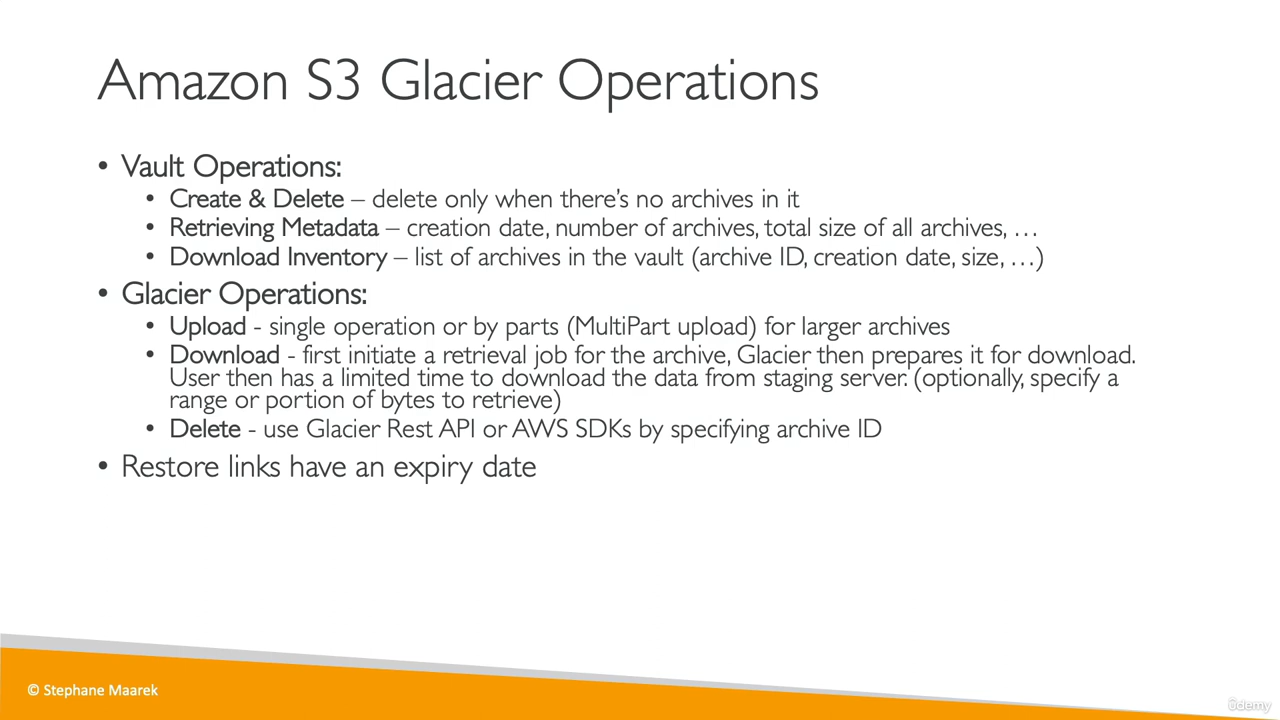 Amazon S3 Glacier Operations
• Vault Operations:
• Create & Delete – delete only when there's no archives in it
• Retrieving Metadata – creation date, number of archives, total size of all archives, …
• Download Inventory – list of archives in the vault (archive ID, creation date, size, …)
• Glacier Operations:
• Upload - single operation or by parts (MultiPart upload) for larger archives
• Download - first initiate a retrieval job for the archive, Glacier then prepares it for download.
User then has a limited time to download the data from staging server. (optionally, specify a
range or portion of bytes to retrieve)
• Delete - use Glacier Rest API or AWS SDKs by specifying archive ID
• Restore links have an expiry date
© Stephane Maarek
ûdemy